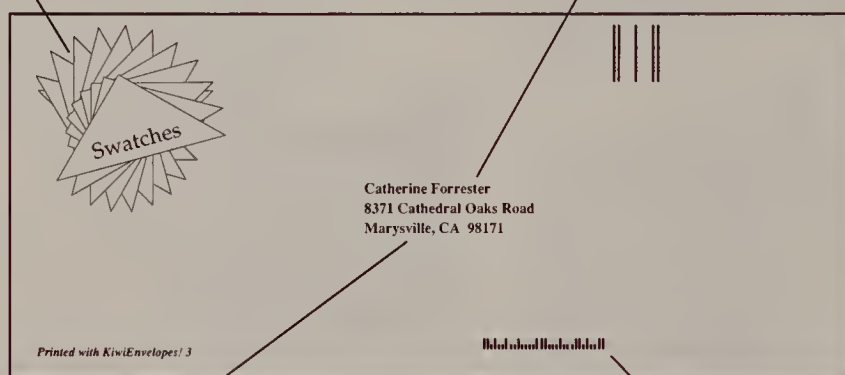 Swatches
Catherine Forrester
8371 Cathedral Oaks Road
Marysville, CA  98171
Printed with KiwiEnvelopes! 3